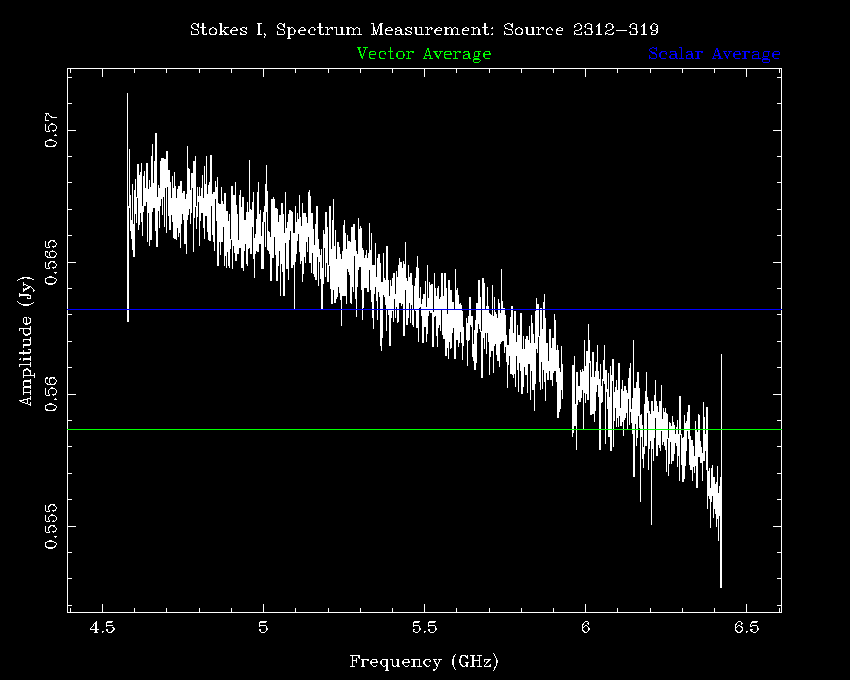 Stokes I, Spectrum Measurement: Source 2312−319
Vector Average
Scalar Average
0.57
0.565
0.56
0.555
Amplitude (Jy)
4.5
5
5.5
6
6.5
Frequency (GHz)